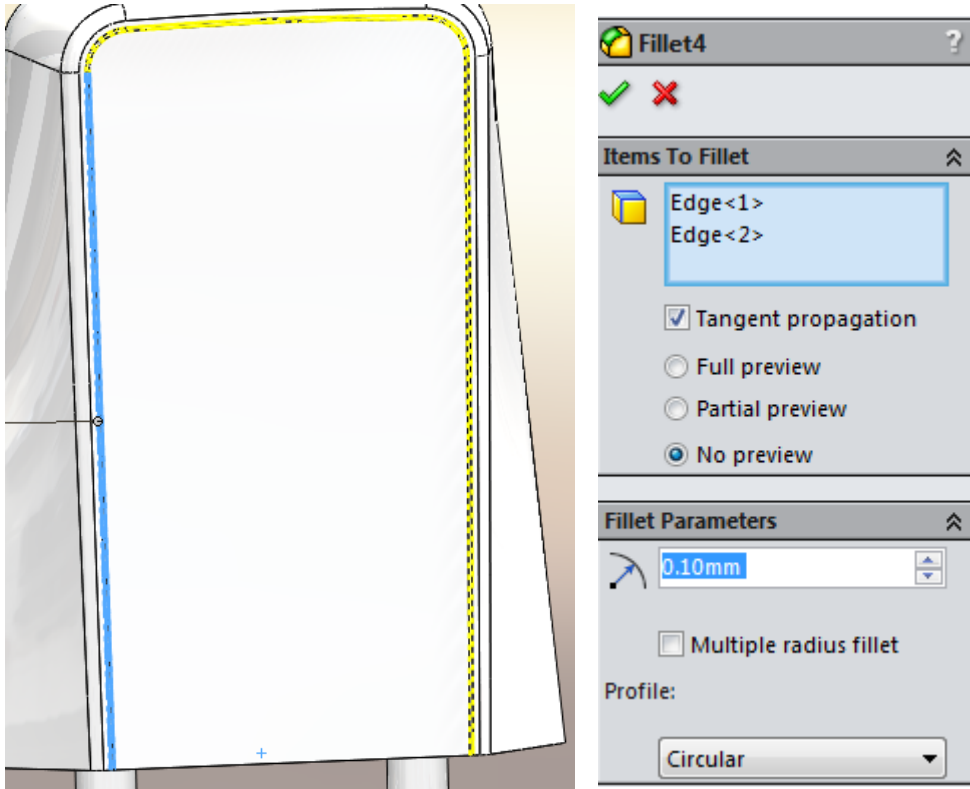 Fillet4 ?
Items To Fillet
Edge<1>
Edge<2>
Tangent propagation
Full preview
Partial preview
No preview
Fillet Parameters
0.10mm
Multiple radius fillet
Profile:
Circular